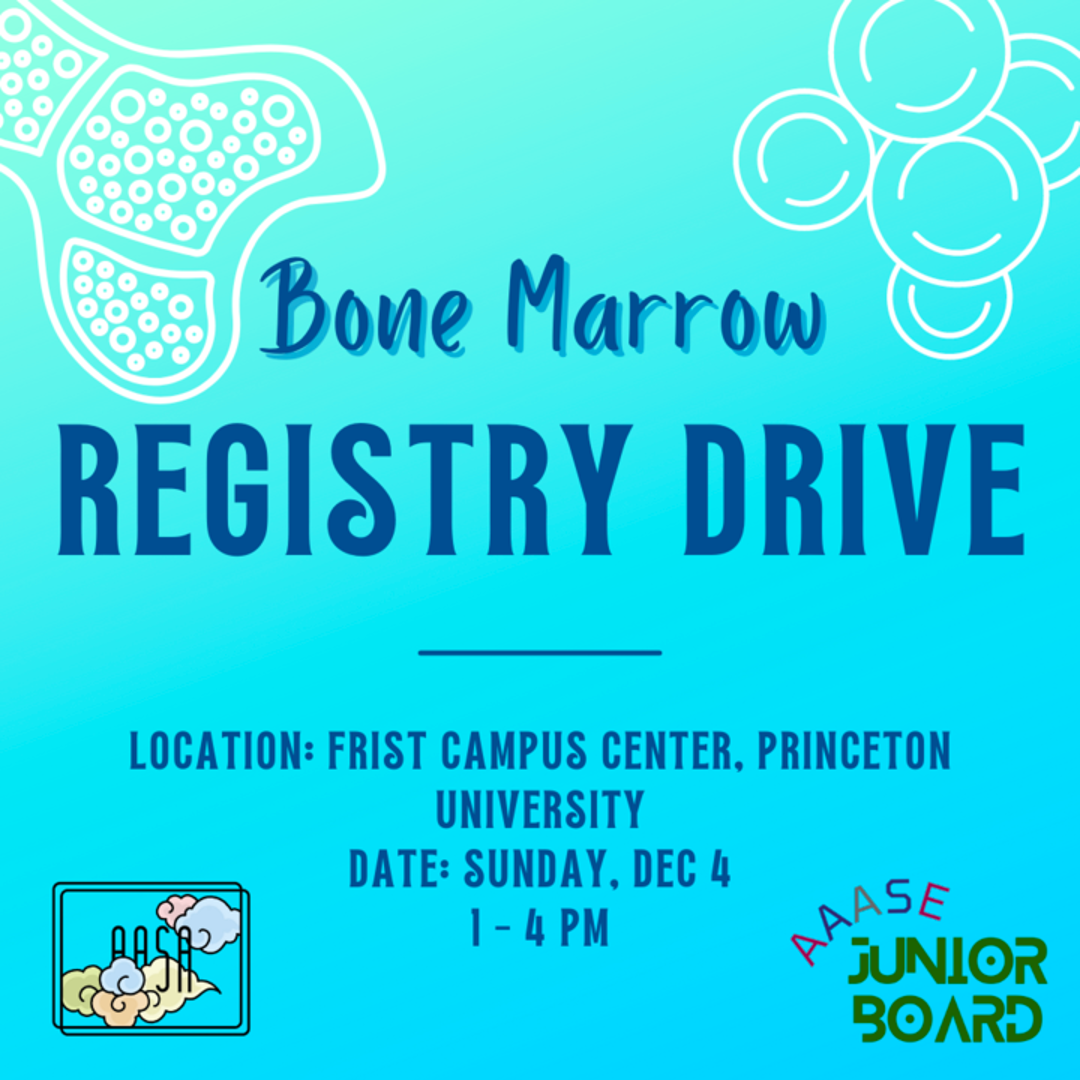 Bone Marrow
REGISTRY DRIVE
LOCATION: FRIST CAMPUS CENTER, PRINCETON
UNIVERSITY
DATE: SUNDAY, DEC 4
1 - 4 PM
AASA
AAASE
JUNIOR
BOARD